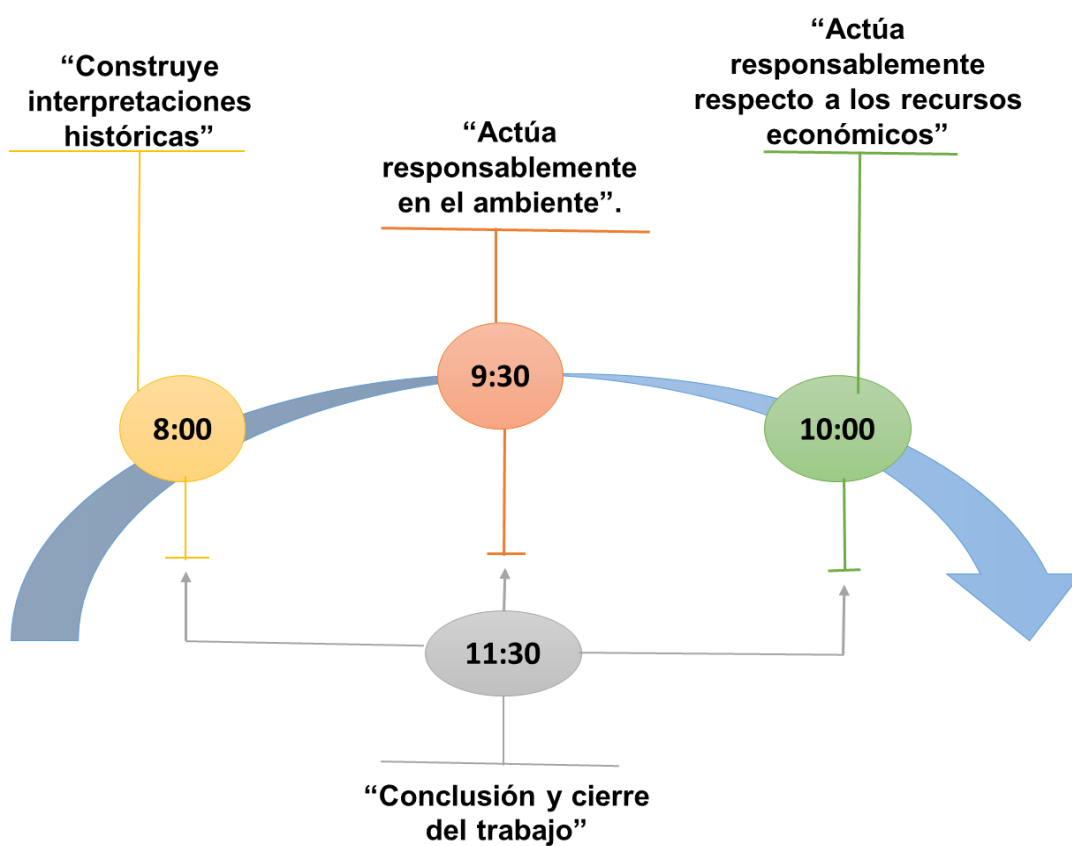 “Construye
interpretaciones
históricas”
“Actúa
responsablemente
en el ambiente”.
“Actúa
responsablemente
respecto a los recursos
económicos”
8:00
9:30
10:00
11:30
“Conclusión y cierre
del trabajo”